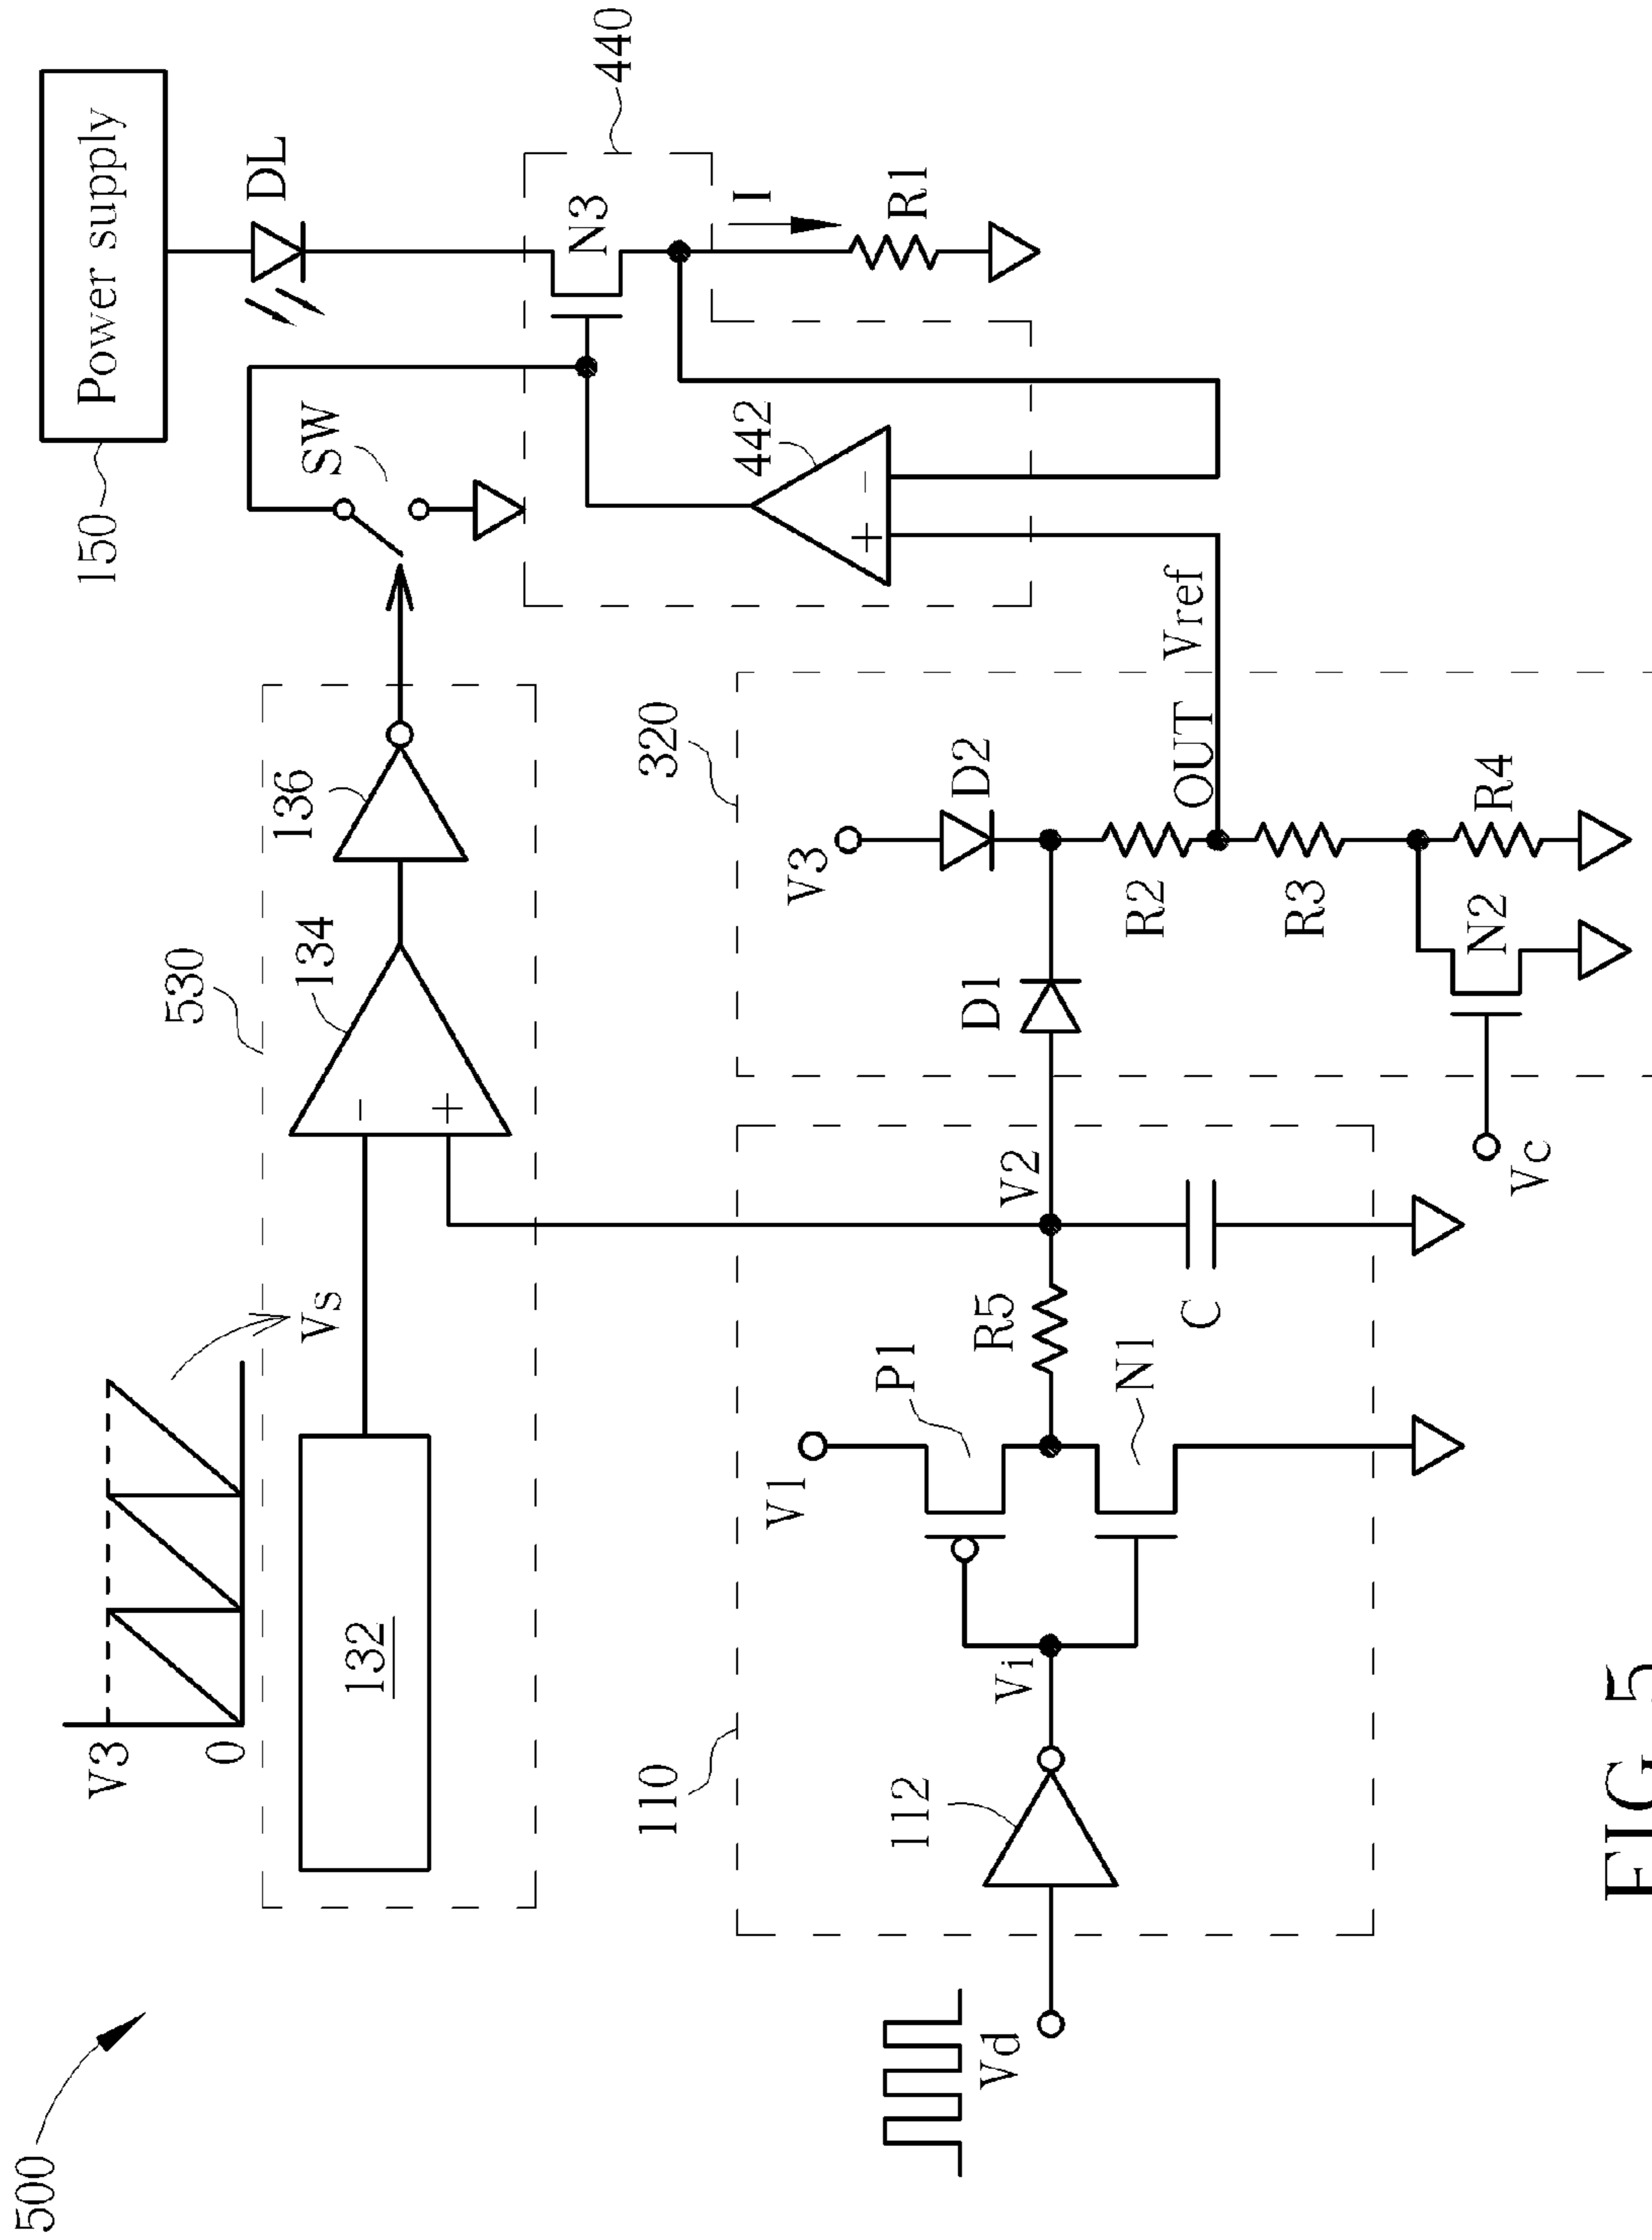 500
V3
0
Vs
132
530
134
136
SW
150
Power supply
DL
440
N3
I
R1
442
+
-
-
+
Vd
110
112
Vi
V1
P1
N1
R5
V2
C
320
V3
D2
D1
R2
OUT
Vref
R3
R4
N2
Vc
FIG. 5